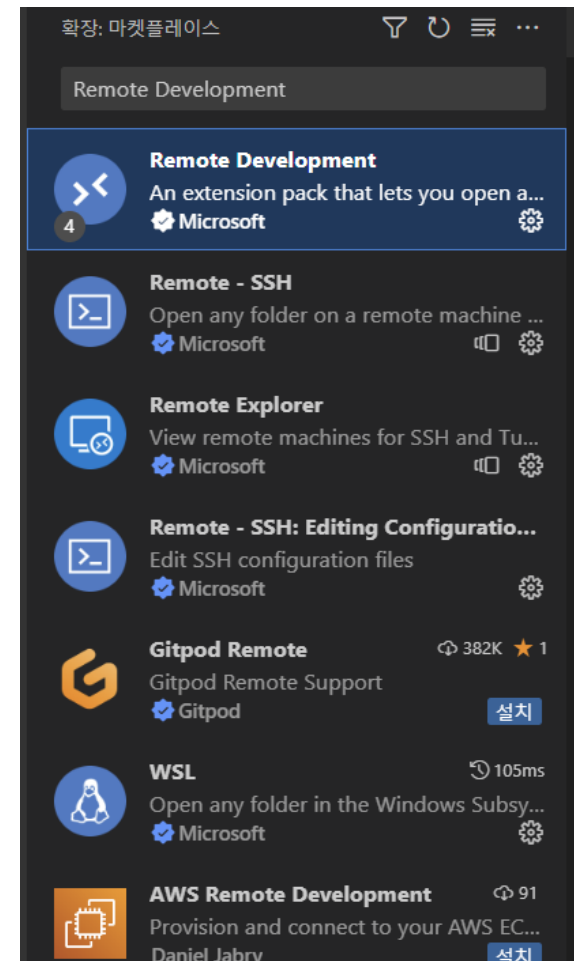 확장: 마켓플레이스
Remote Development
Remote Development
An extension pack that lets you open a...
4
Microsoft
Remote - SSH
Open any folder on a remote machine ...
Microsoft
Remote Explorer
View remote machines for SSH and Tu...
Microsoft
Remote - SSH: Editing Configuratio...
Edit SSH configuration files
Microsoft
Gitpod Remote 382K 1
Gitpod Remote Support
Gitpod 설치
WSL 105ms
Open any folder in the Windows Subsy...
Microsoft
AWS Remote Development 91
Provision and connect to your AWS EC...
Daniel Jabry 설치